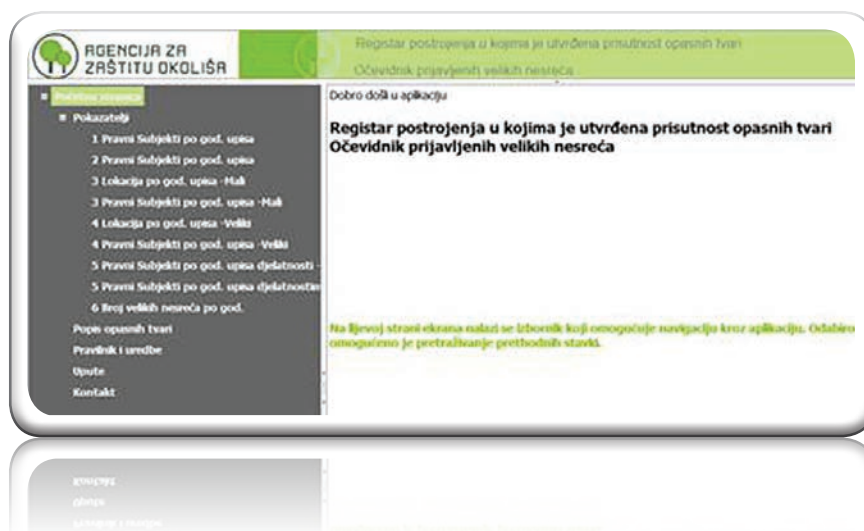 AGENCIJA ZA
ZAŠTITU OKOLIŠA
Registar postrojenja u kojima je utvrđena prisutnost opasnih tvari
Očevidnik prijavljenih velikih nesreća
Početna stranica
Pokazatelji
1 Pravni Subjekti po god. upisa
2 Pravni Subjekti po god. upisa
3 Lokacija po god. upisa -Mali
3 Pravni Subjekti po god. upisa -Mali
4 Lokacija po god. upisa -Veliki
4 Pravni Subjekti po god. upisa -Veliki
5 Pravni Subjekti po god. upisa djelatnosti -
5 Pravni Subjekti po god. upisa djelatnostim
6 Broj velikih nesreća po god.
Popis opasnih tvari
Pravilnik i uredbe
Upute
Kontakt
Dobro došli u aplikaciju
Registar postrojenja u kojima je utvrđena prisutnost opasnih tvari
Očevidnik prijavljenih velikih nesreća
Na lijevoj strani ekrana nalazi se izbornik koji omogućuje navigaciju kroz aplikaciju. Odabiro
omogućeno je pretraživanje prethodnih stavki.